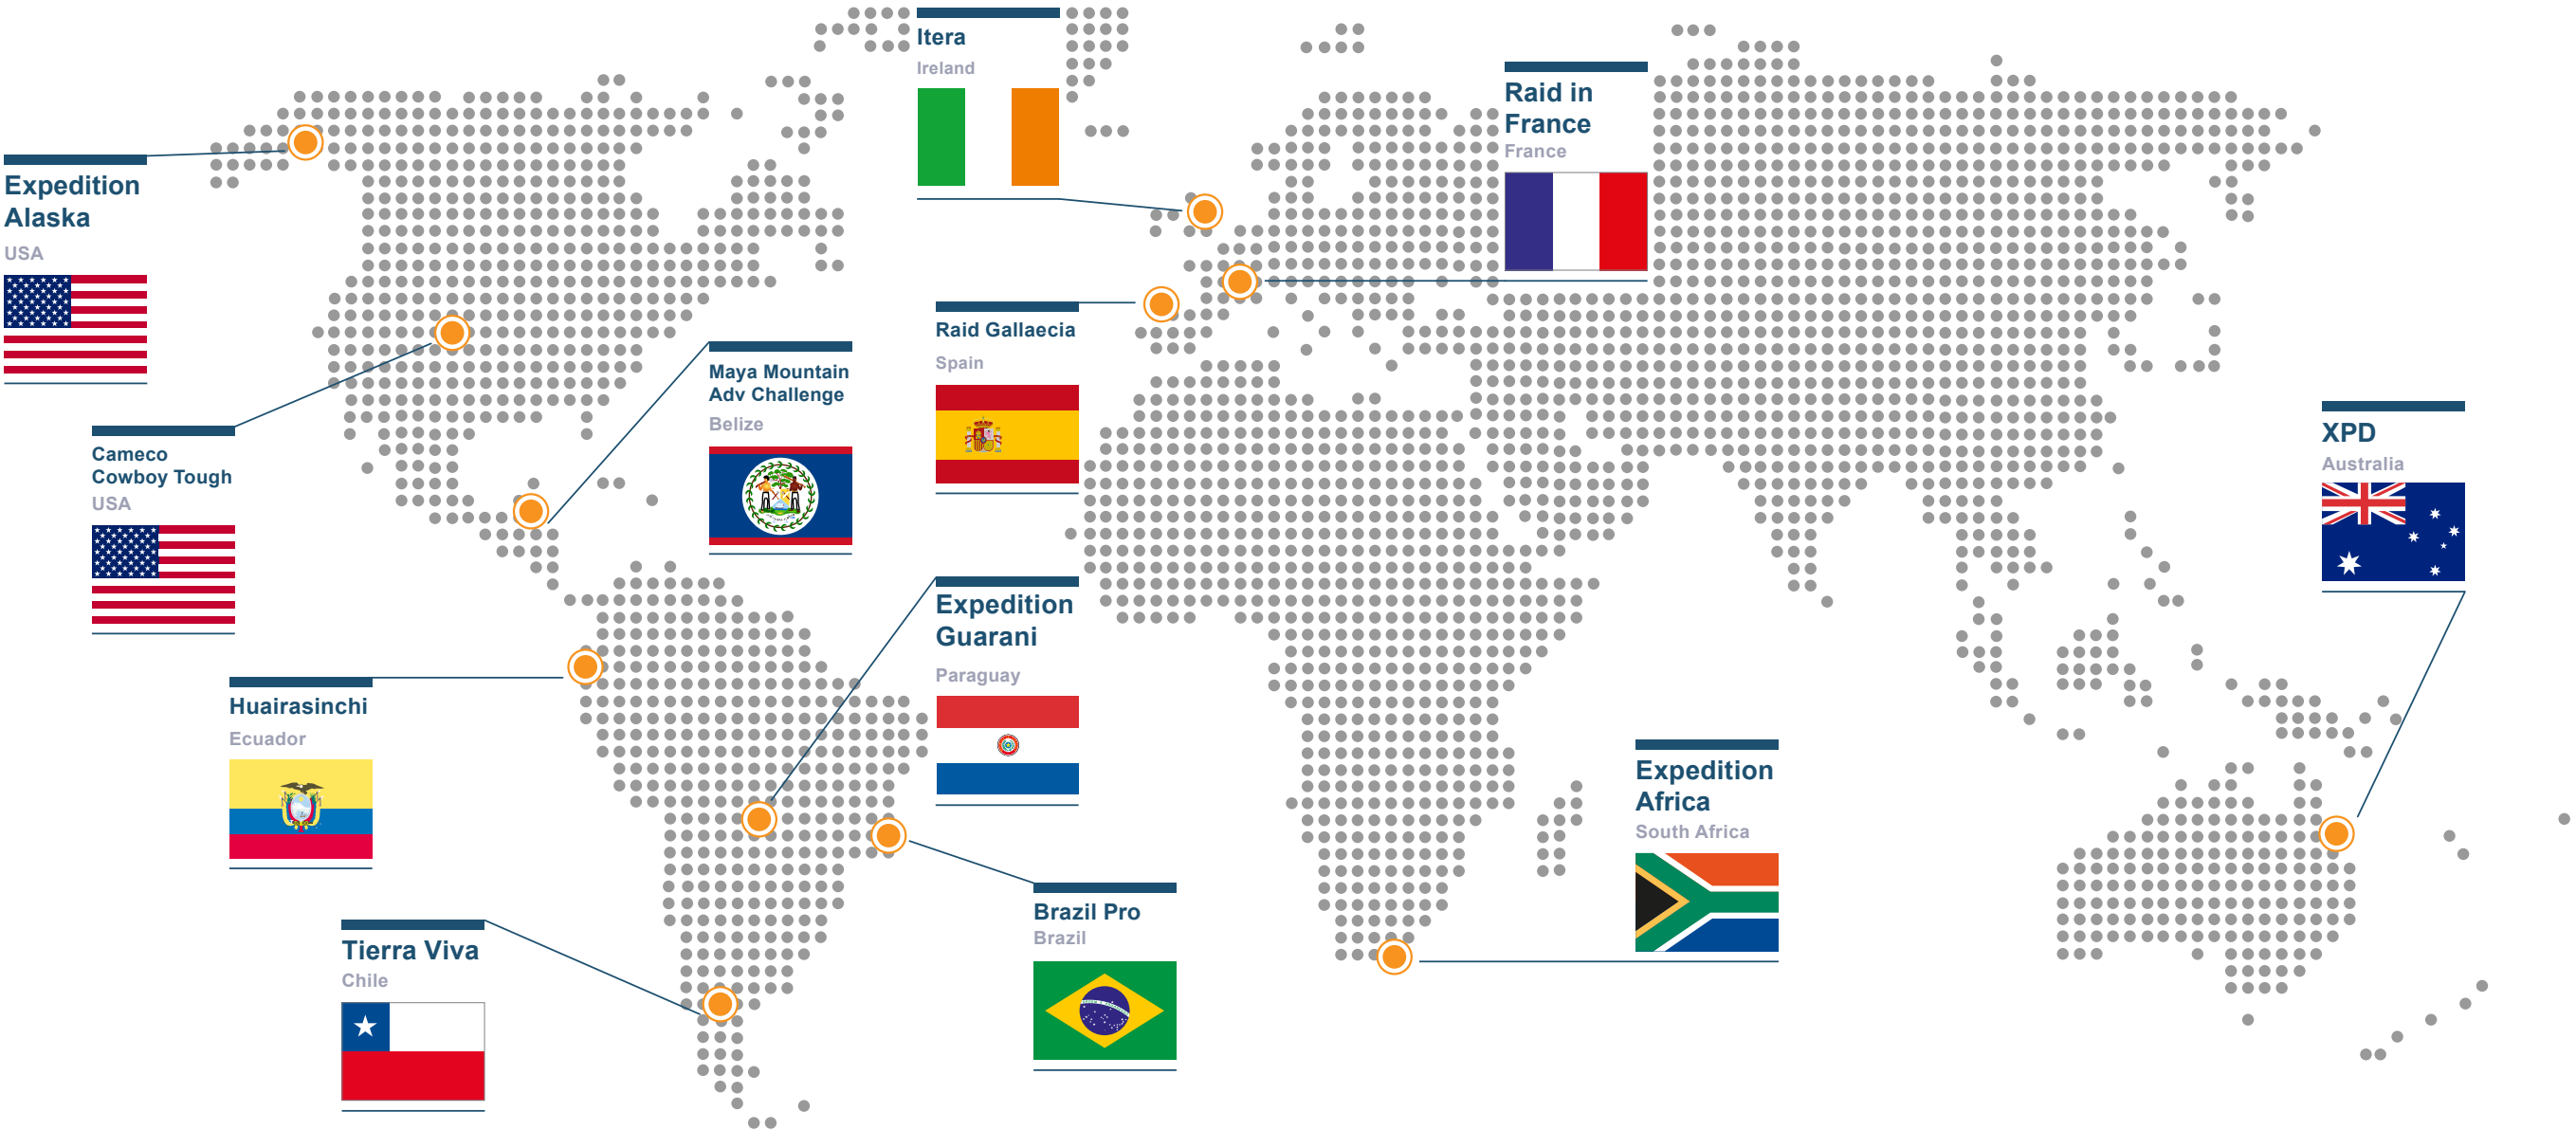 Itera
Ireland
Raid in
France
France
Expedition
Alaska
USA
Raid Gallaecia
Spain
Maya Mountain
Adv Challenge
Belize
XPD
Australia
Cameco
Cowboy Tough
USA
Expedition
Guarani
Paraguay
Huairasinchi
Ecuador
Expedition
Africa
South Africa
Brazil Pro
Brazil
Tierra Viva
Chile